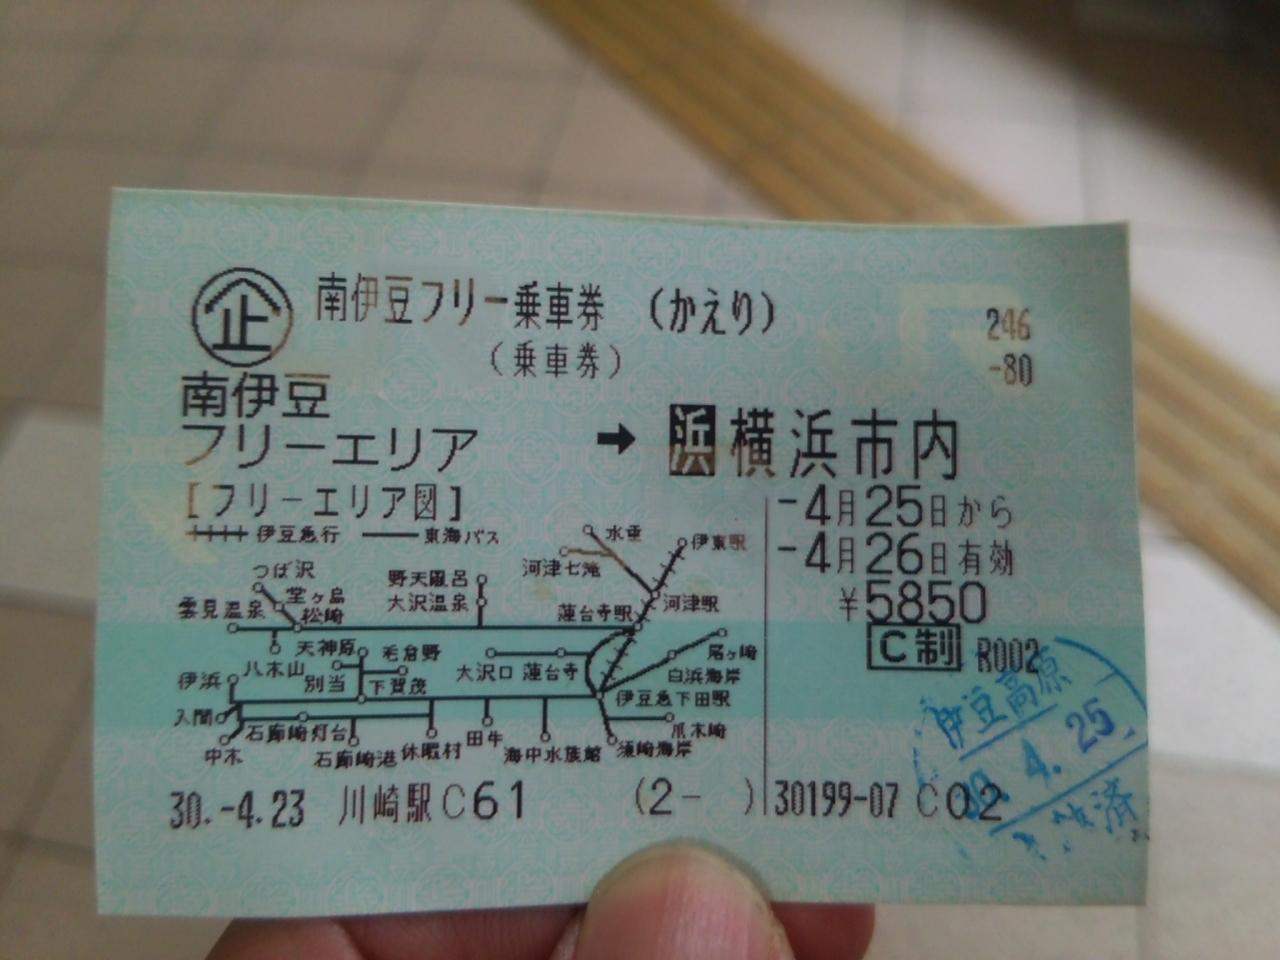 企 南伊豆フリー乗車券 (かえり)
246
(乗車券)
-80
南伊豆
フリーエリア ➡ 浜 横浜市内
[フリーエリア図]
伊豆急行 東海バス
-4月25日から
-4月26日有効
¥5850
C制 R002
水垂
伊東駅
河津七滝
河津駅
つぼ沢
堂ヶ島
雲見温泉
松崎
野天風呂
大沢温泉
蓮台寺駅
天神原
毛倉野
八木山
伊浜
別当
下賀茂
大沢口
蓮台寺
尾ヶ崎
白浜海岸
伊豆急下田駅
入間
石廊崎灯台
爪木崎
中木
石廊崎港
休暇村
田牛
海中水族館
須崎海岸
伊豆高原
30. 4. 25
済
30.-4.23 川崎駅C61 (2- ) 30199-07 C02